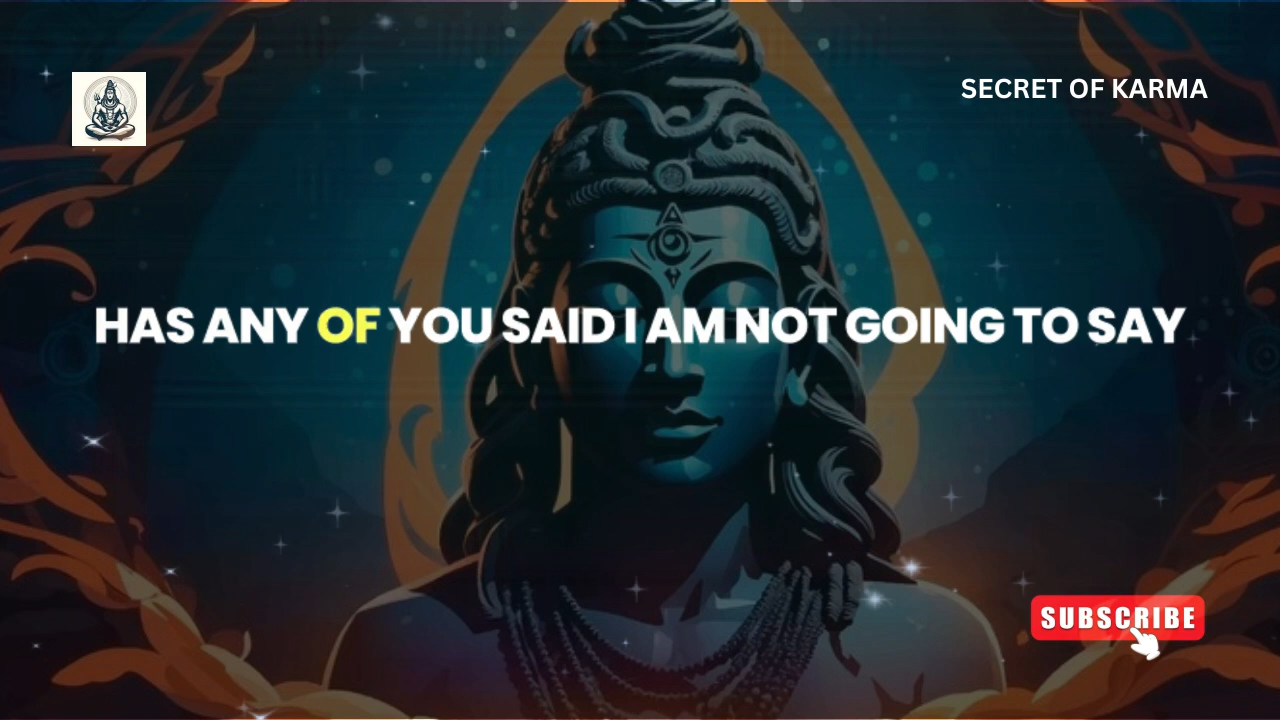 SECRET OF KARMA
HAS ANY OF YOU SAID I AM NOT GOING TO SAY
SUBSCRIBE